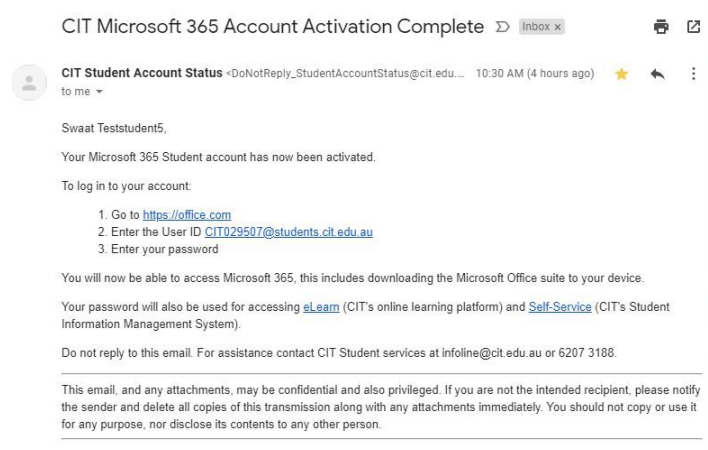 CIT Microsoft 365 Account Activation Complete Inbox x
CIT Student Account Status <DoNotReply_StudentAccountStatus@cit.edu.... 10:30 AM (4 hours ago)
to me
Swaat Teststudent5,
Your Microsoft 365 Student account has now been activated.
To log in to your account:
1. Go to https://office.com
2. Enter the User ID CIT029507@students.cit.edu.au
3. Enter your password
You will now be able to access Microsoft 365, this includes downloading the Microsoft Office suite to your device.
Your password will also be used for accessing eLearn (CIT's online learning platform) and Self-Service (CIT's Student
Information Management System).
Do not reply to this email. For assistance contact CIT Student services at infoline@cit.edu.au or 6207 3188.
This email, and any attachments, may be confidential and also privileged. If you are not the intended recipient, please notify
the sender and delete all copies of this transmission along with any attachments immediately. You should not copy or use it
for any purpose, nor disclose its contents to any other person.